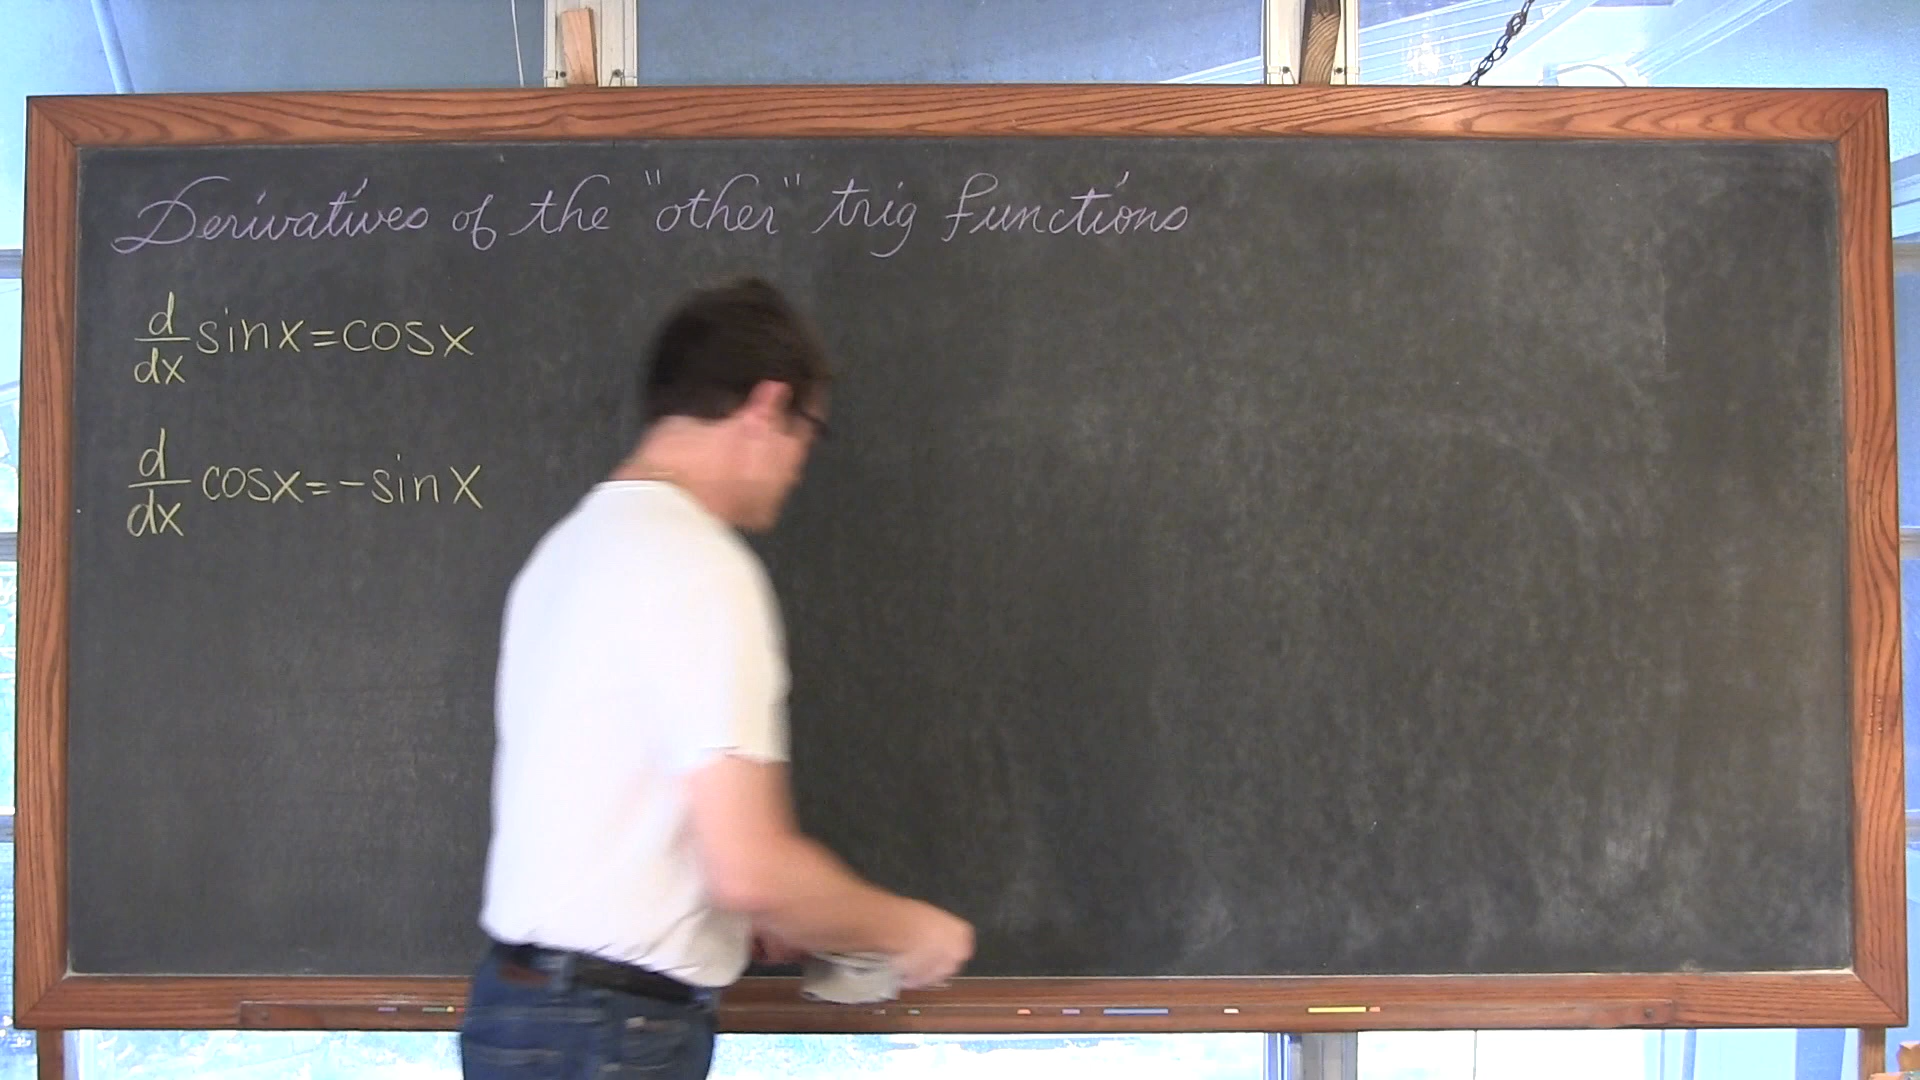 Derivatives of the "other" trig functions
d/dx sinx=cosx
d/dx cosx=-sinx